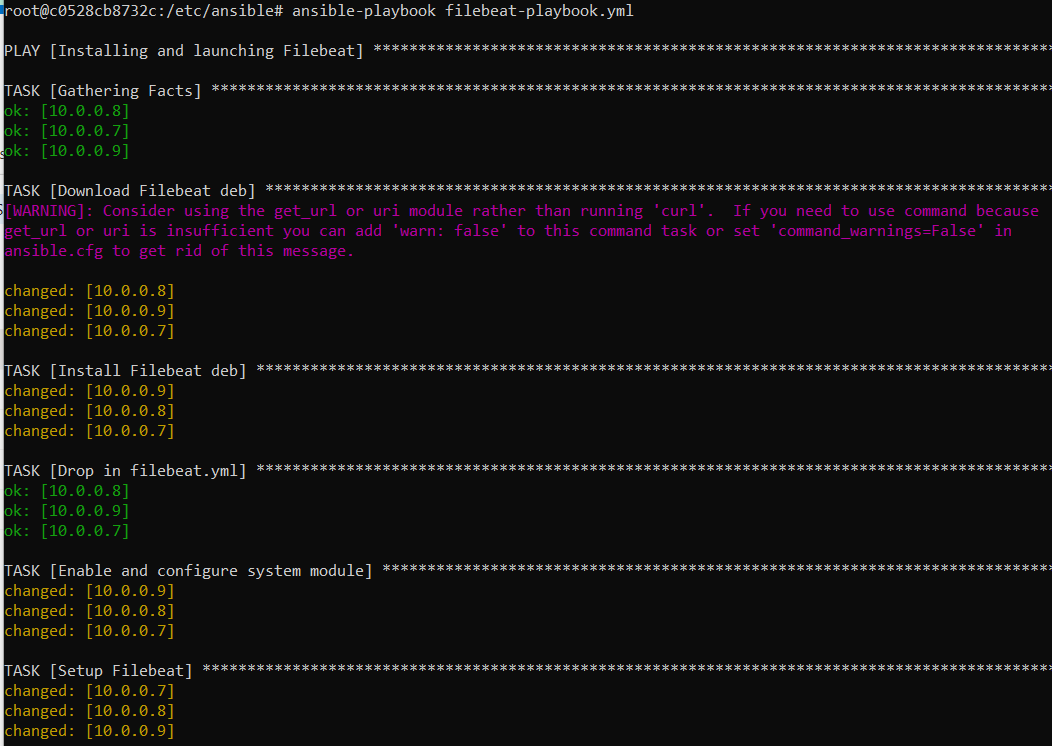 root@c0528cb8732c:/etc/ansible# ansible-playbook filebeat-playbook.yml
PLAY [Installing and launching Filebeat] ***************************************************************************
TASK [Gathering Facts] *********************************************************************************************
ok: [10.0.0.8]
ok: [10.0.0.7]
ok: [10.0.0.9]
TASK [Download Filebeat deb] ***************************************************************************************
[WARNING]: Consider using the get_url or uri module rather than running 'curl'.  If you need to use command because
get_url or uri is insufficient you can add 'warn: false' to this command task or set 'command_warnings=False' in
ansible.cfg to get rid of this message.
changed: [10.0.0.8]
changed: [10.0.0.9]
changed: [10.0.0.7]
TASK [Install Filebeat deb] ****************************************************************************************
changed: [10.0.0.9]
changed: [10.0.0.8]
changed: [10.0.0.7]
TASK [Drop in filebeat.yml] ****************************************************************************************
ok: [10.0.0.8]
ok: [10.0.0.9]
ok: [10.0.0.7]
TASK [Enable and configure system module] **************************************************************************
changed: [10.0.0.9]
changed: [10.0.0.8]
changed: [10.0.0.7]
TASK [Setup Filebeat] **********************************************************************************************
changed: [10.0.0.7]
changed: [10.0.0.8]
changed: [10.0.0.9]